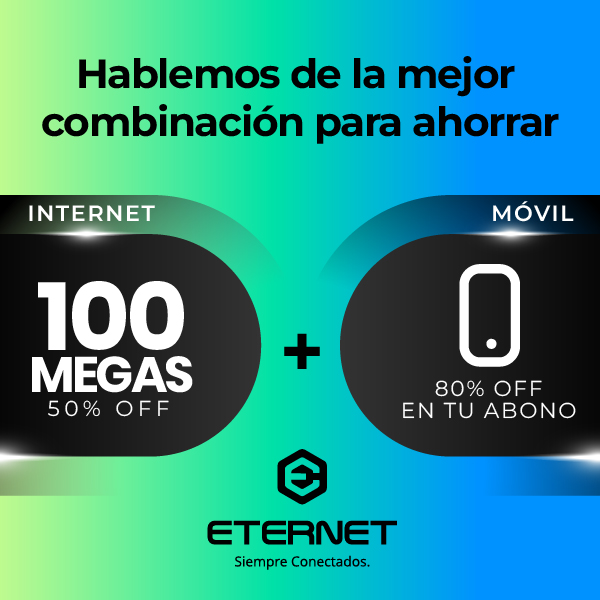 Hablemos de la mejor
combinación para ahorrar
INTERNET
MÓVIL
100
MEGAS
50% OFF
+
80% OFF
EN TU ABONO
ETERNET
Siempre Conectados.